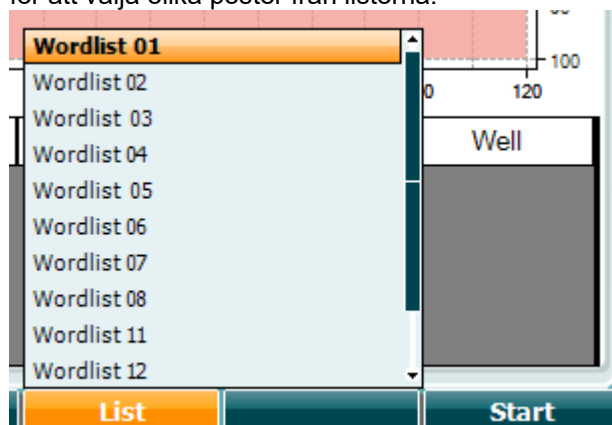 för att välja olika poster från listorna.
Wordlist 01
100
Wordlist 02
120
Wordlist 03
Well
Wordlist 04
Wordlist 05
Wordlist 06
Wordlist 07
Wordlist 08
Wordlist 11
Wordlist 12
List
Start